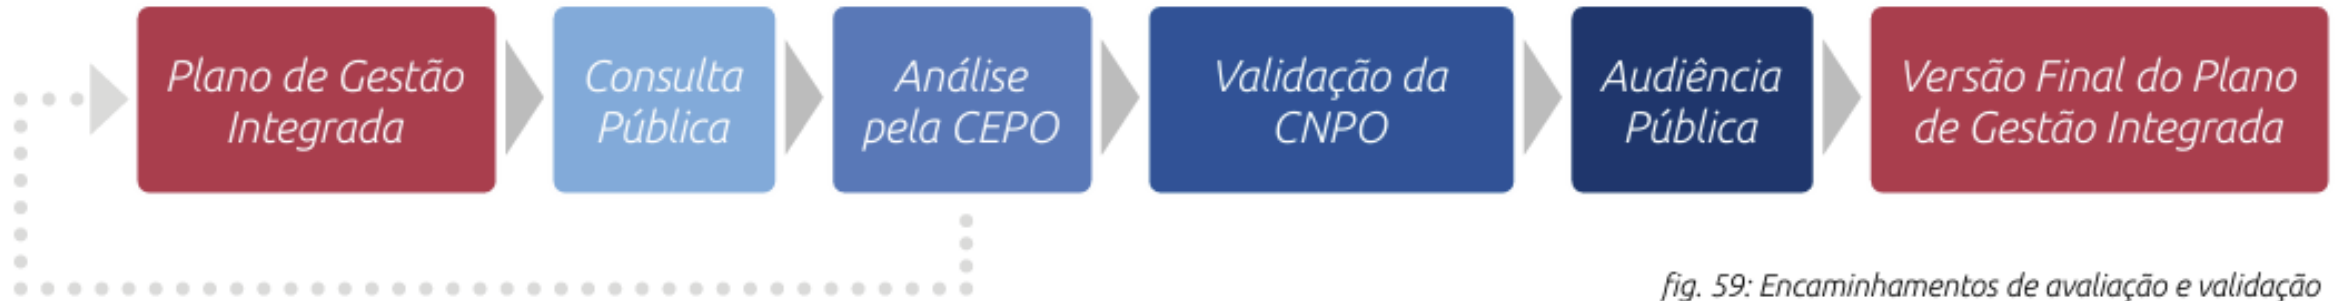 Plano de Gestão
Integrada
Consulta
Pública
Análise
pela CEPO
Validação da
CNPO
Audiência
Pública
Versão Final do Plano
de Gestão Integrada
fig. 59: Encaminhamentos de avaliação e validação